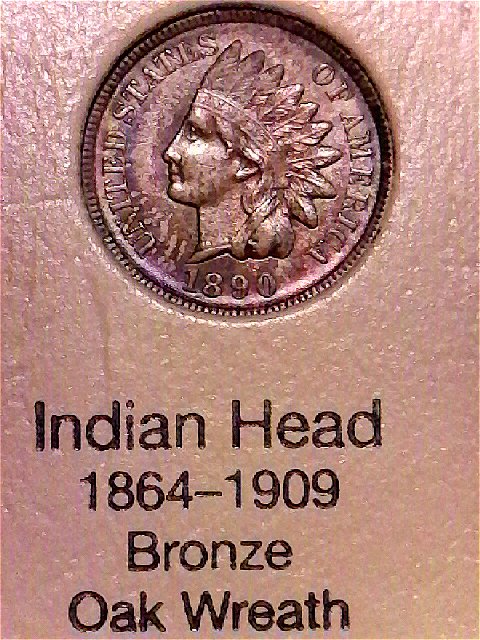 UNITED STATES OF AMERICA
1890
Indian Head
1864–1909
Bronze
Oak Wreath